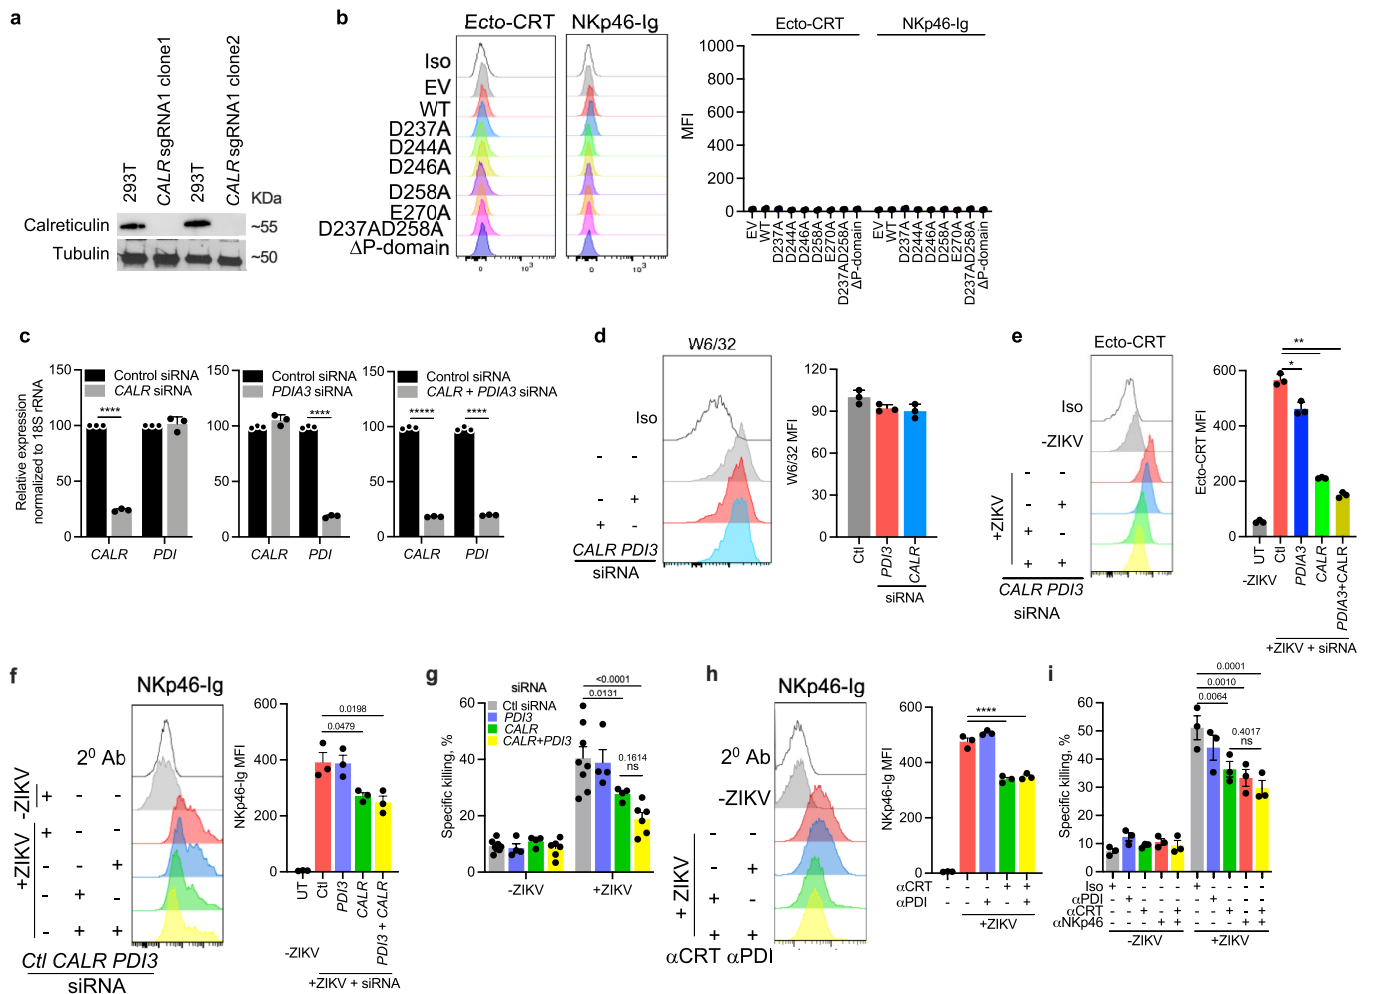 a
293T
CALR sgRNA1 clone1
293T
CALR sgRNA1 clone2
KDa
Calreticulin
~55
Tubulin
~50
b
Ecto-CRT
NKp46-Ig
Iso
EV
WT
D237A
D244A
D246A
D258A
E270A
D237AD258A
ΔP-domain
0
10³
0
10³
Ecto-CRT
NKp46-Ig
MFI
1000
800
600
400
200
0
EV
WT
D237A
D244A
D246A
D258A
E270A
D237AD258A
ΔP-domain
EV
WT
D237A
D244A
D246A
D258A
E270A
D237AD258A
ΔP-domain
c
Relative expression
normalized to 18S rRNA
150
100
50
0
Control siRNA
CALR siRNA
****
CALR
PDI
150
100
50
0
Control siRNA
PDIA3 siRNA
****
CALR
PDI
150
100
50
0
Control siRNA
CALR + PDIA3 siRNA
*****
****
CALR
PDI
d
W6/32
Iso
- -
- +
+ -
CALR PDI3
siRNA
W6/32 MFI
120
90
60
30
0
Ctl
PDI3
CALR
siRNA
e
Ecto-CRT
Iso
-ZIKV
+ZIKV
- -
- +
+ -
+ +
CALR PDI3
siRNA
Ecto-CRT MFI
600
400
200
0
**
*
UT
Ctl
PDIA3
CALR
PDIA3+CALR
-ZIKV
+ZIKV + siRNA
f
NKp46-Ig
2⁰ Ab
-ZIKV
+ - -
+ZIKV
+ - -
- - +
- + -
- + +
Ctl CALR PDI3
siRNA
NKp46-Ig MFI
600
400
200
0
0.0198
0.0479
UT
Ctl
PDI3
CALR
PDI3 + CALR
-ZIKV
+ZIKV + siRNA
g
siRNA
Ctl siRNA
PDI3
CALR
CALR+PDI3
Specific killing, %
60
40
20
0
<0.0001
0.0131
0.1614
ns
-ZIKV
+ZIKV
h
NKp46-Ig
2⁰ Ab
-ZIKV
+ ZIKV
- -
- +
+ -
+ +
αCRT αPDI
NKp46-Ig MFI
600
400
200
0
****
αCRT - - - + +
αPDI - - + - +
+ZIKV
i
Specific killing, %
60
50
40
30
20
10
0
0.0001
0.0010
0.0064
0.4017
ns
Iso + - - - - + - - - -
αPDI - + - - - - + - - -
αCRT - - + - + - - + - +
αNKp46 - - - + + - - - + +
-ZIKV
+ZIKV